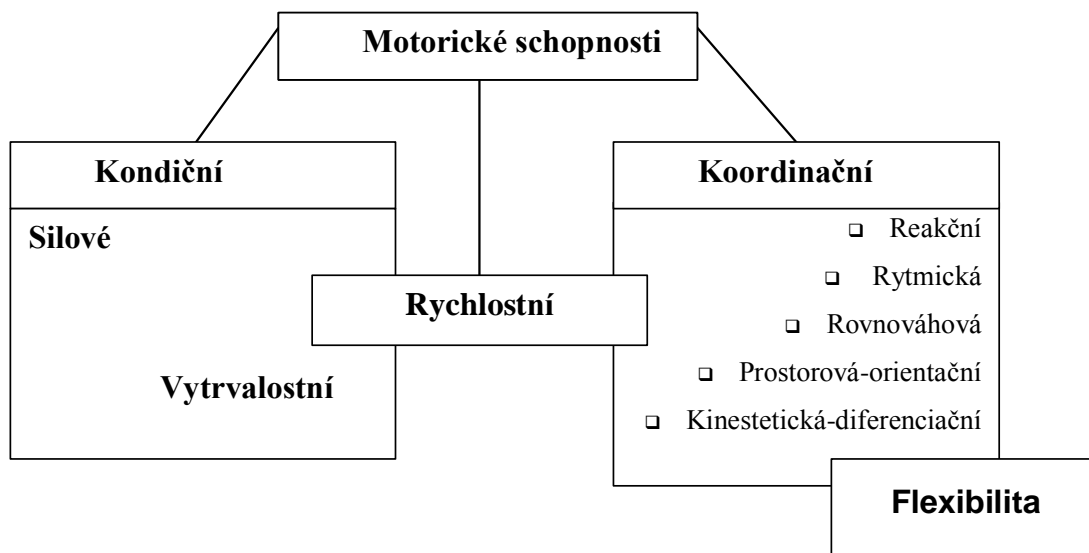 Motorické schopnosti
Kondiční
Silové
Vytrvalostní
Rychlostní
Koordinační
❑ Reakční
❑ Rytmická
❑ Rovnováhová
❑ Prostorová-orientační
❑ Kinestetická-diferenciační
Flexibilita